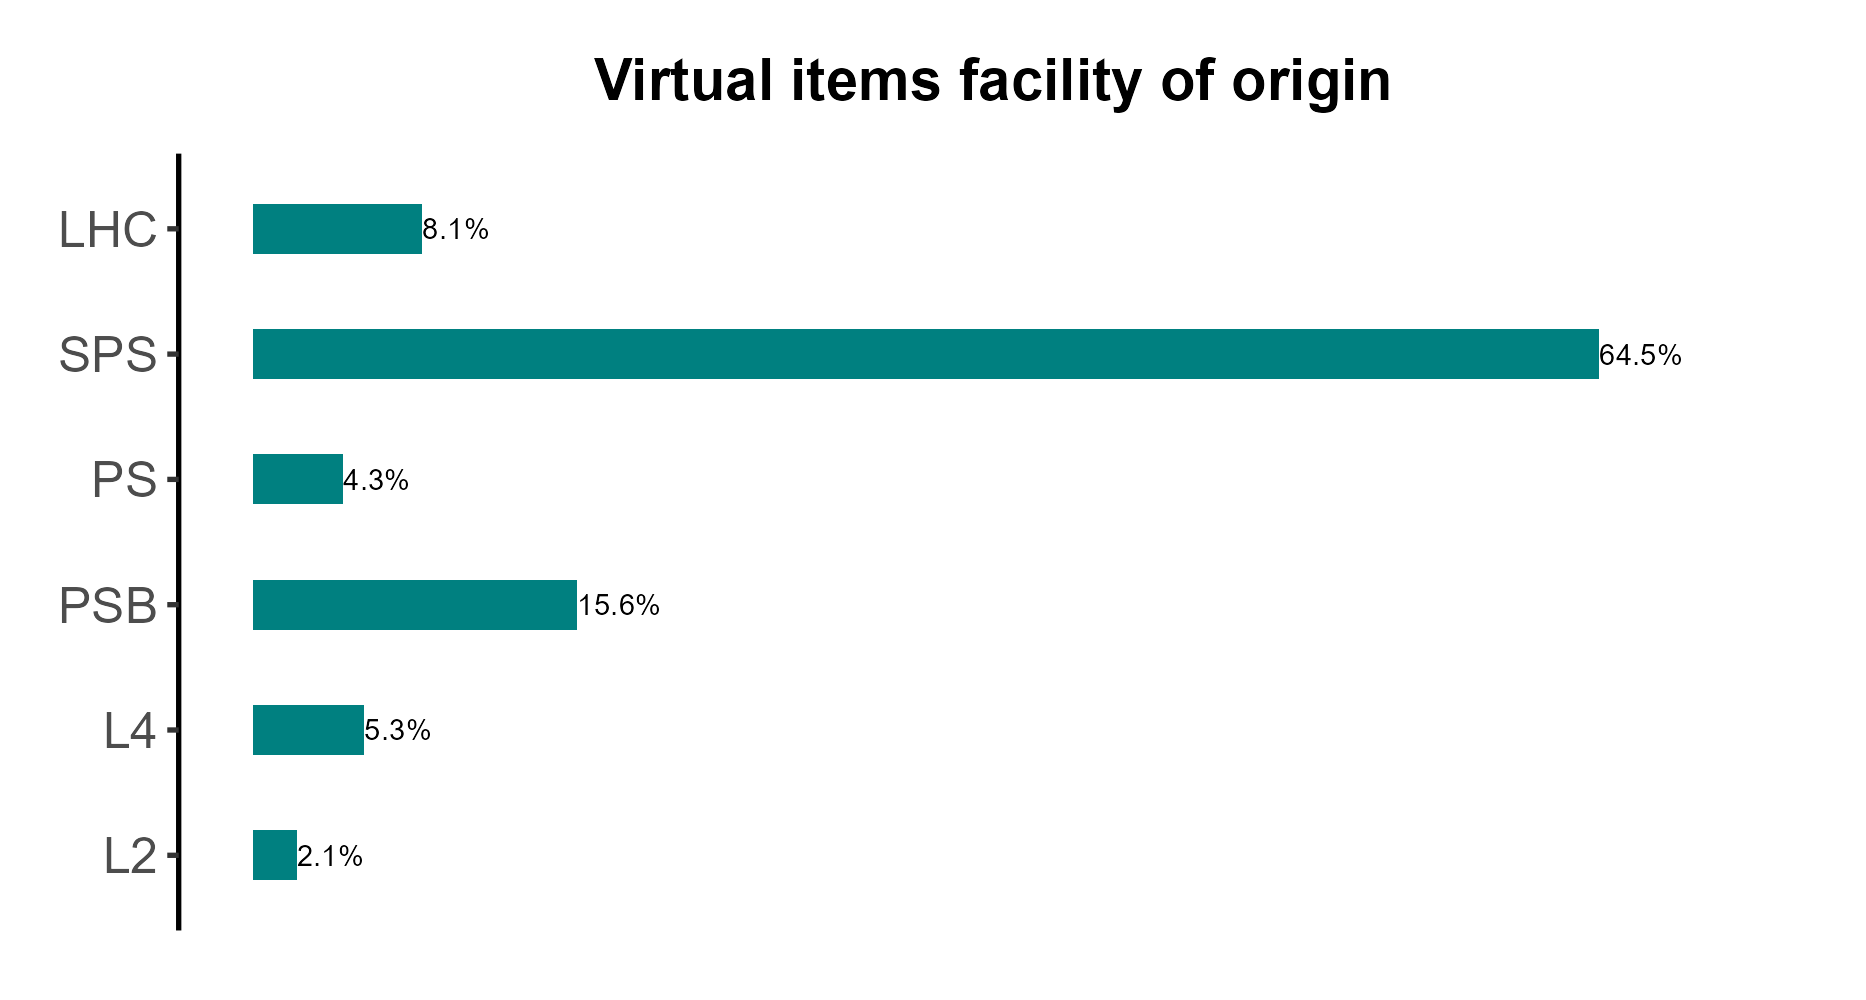 Virtual items facility of origin
LHC 8.1%
SPS 64.5%
PS 4.3%
PSB 15.6%
L4 5.3%
L2 2.1%